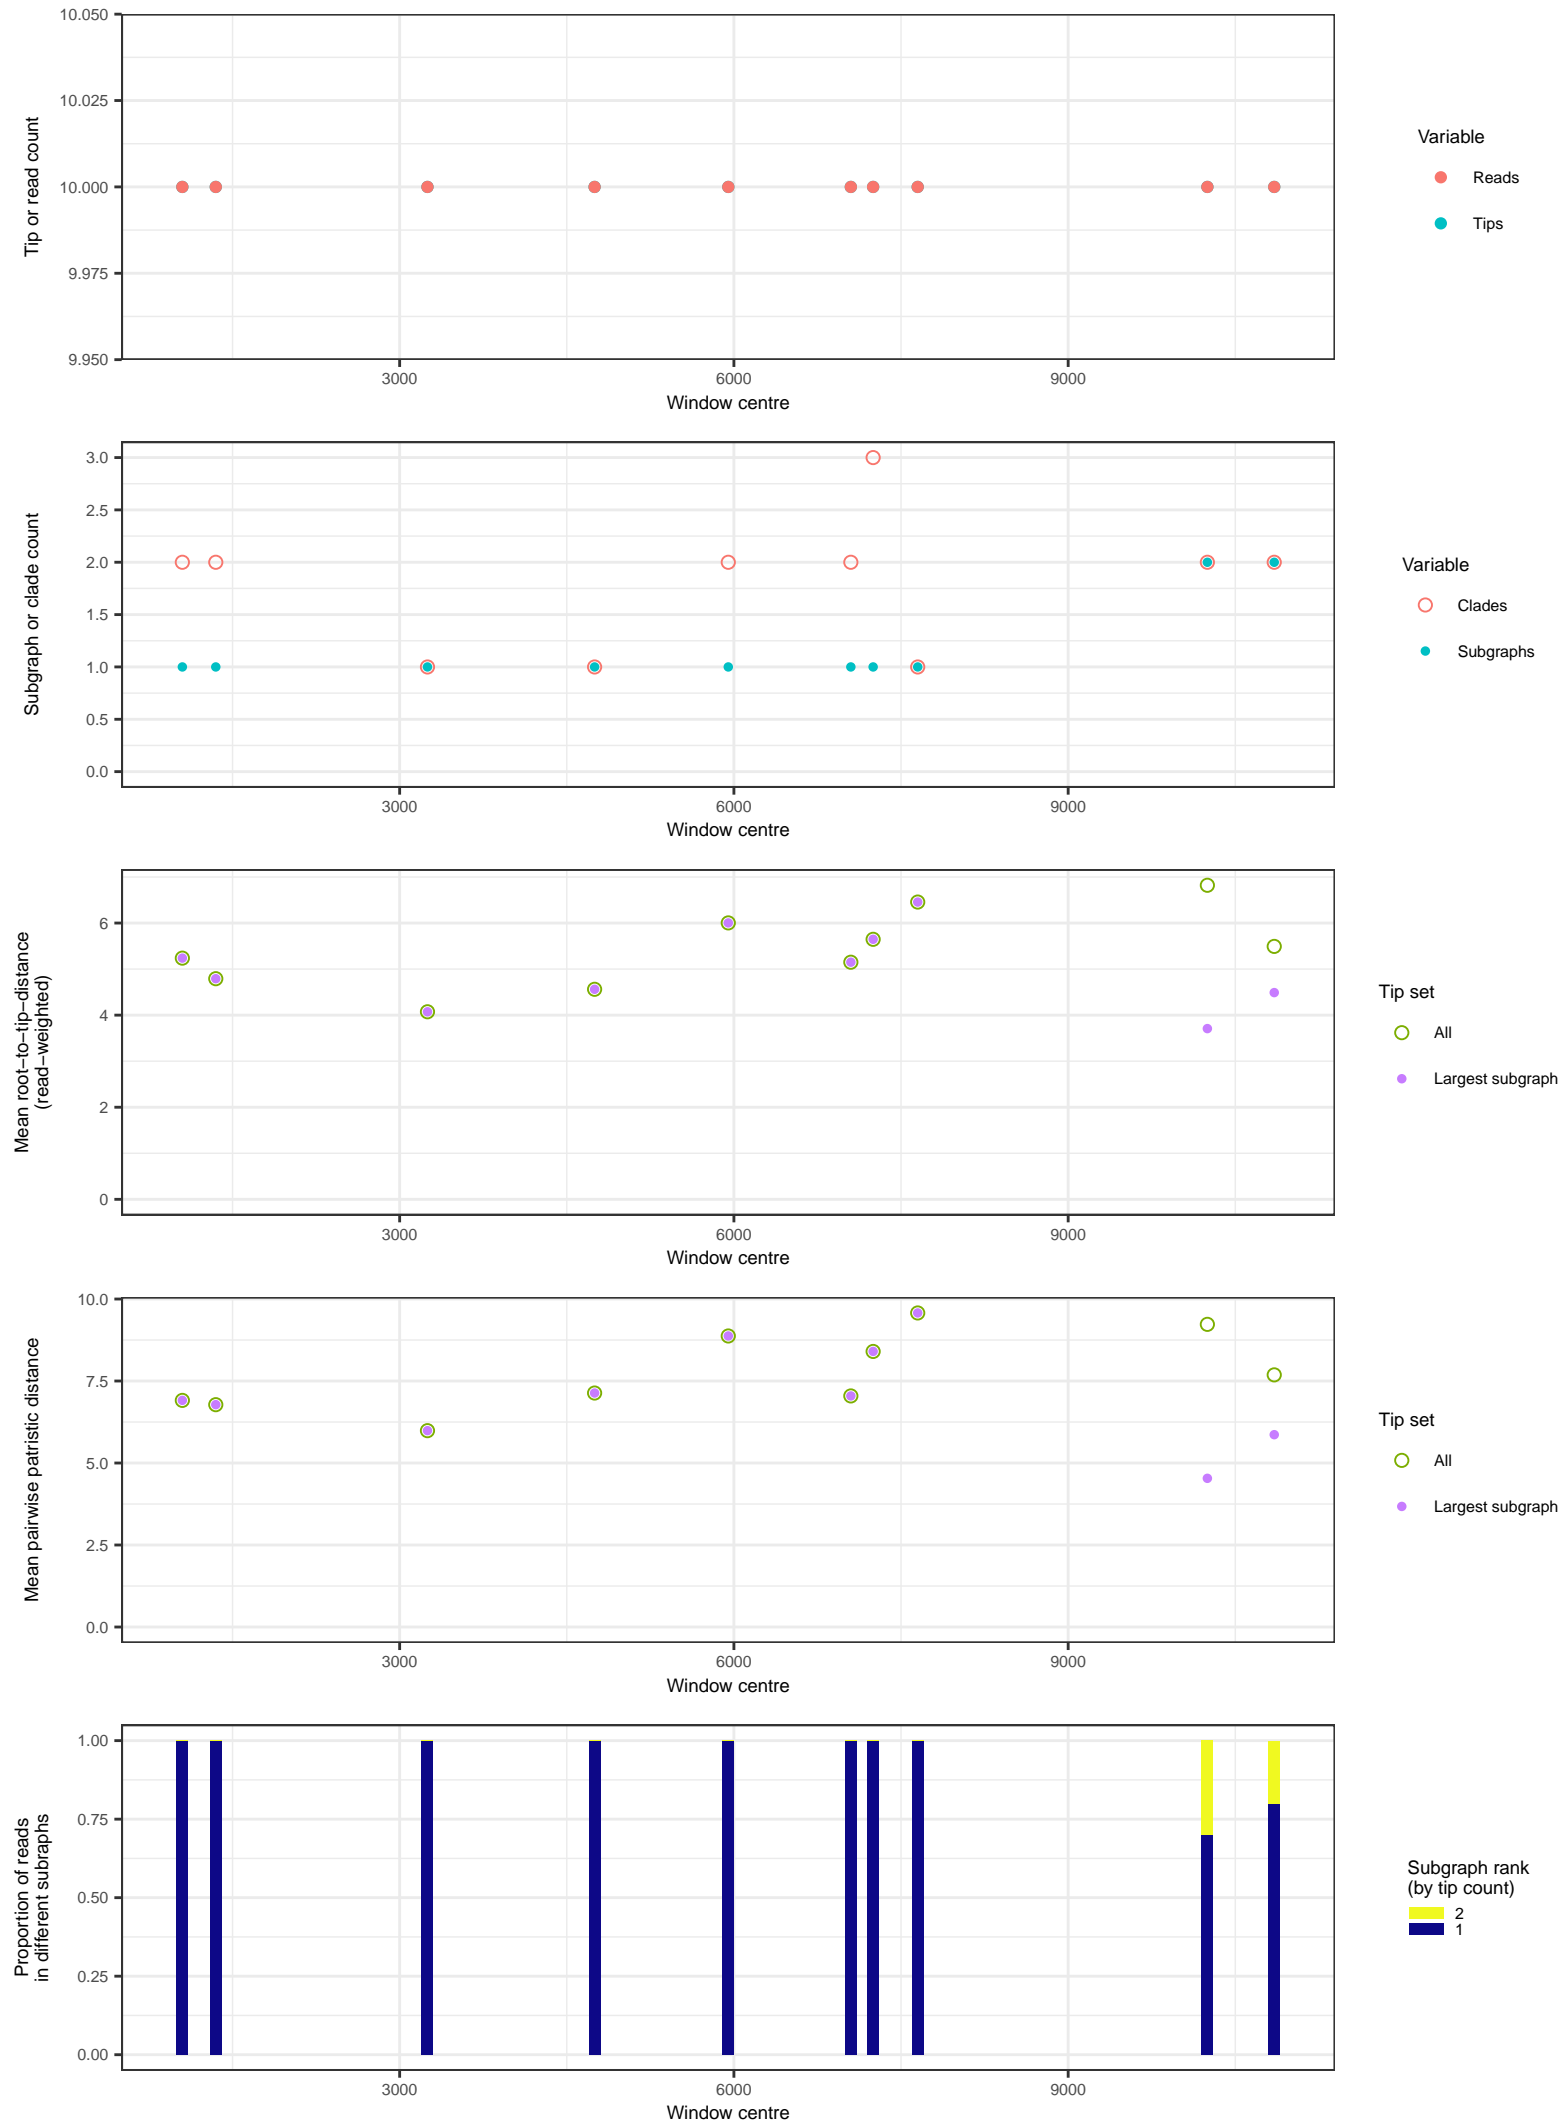 10.050
10.025
10.000
9.975
9.950
Tip or read count
3000
6000
9000
Window centre
Variable
Reads
Tips
3.0
2.5
2.0
1.5
1.0
0.5
0.0
Subgraph or clade count
3000
6000
9000
Window centre
Variable
Clades
Subgraphs
6
4
2
0
Mean root−to−tip−distance
(read−weighted)
3000
6000
9000
Window centre
Tip set
All
Largest subgraph
10.0
7.5
5.0
2.5
0.0
Mean pairwise patristic distance
3000
6000
9000
Window centre
Tip set
All
Largest subgraph
1.00
0.75
0.50
0.25
0.00
Proportion of reads
in different subraphs
3000
6000
9000
Window centre
Subgraph rank
(by tip count)
2
1